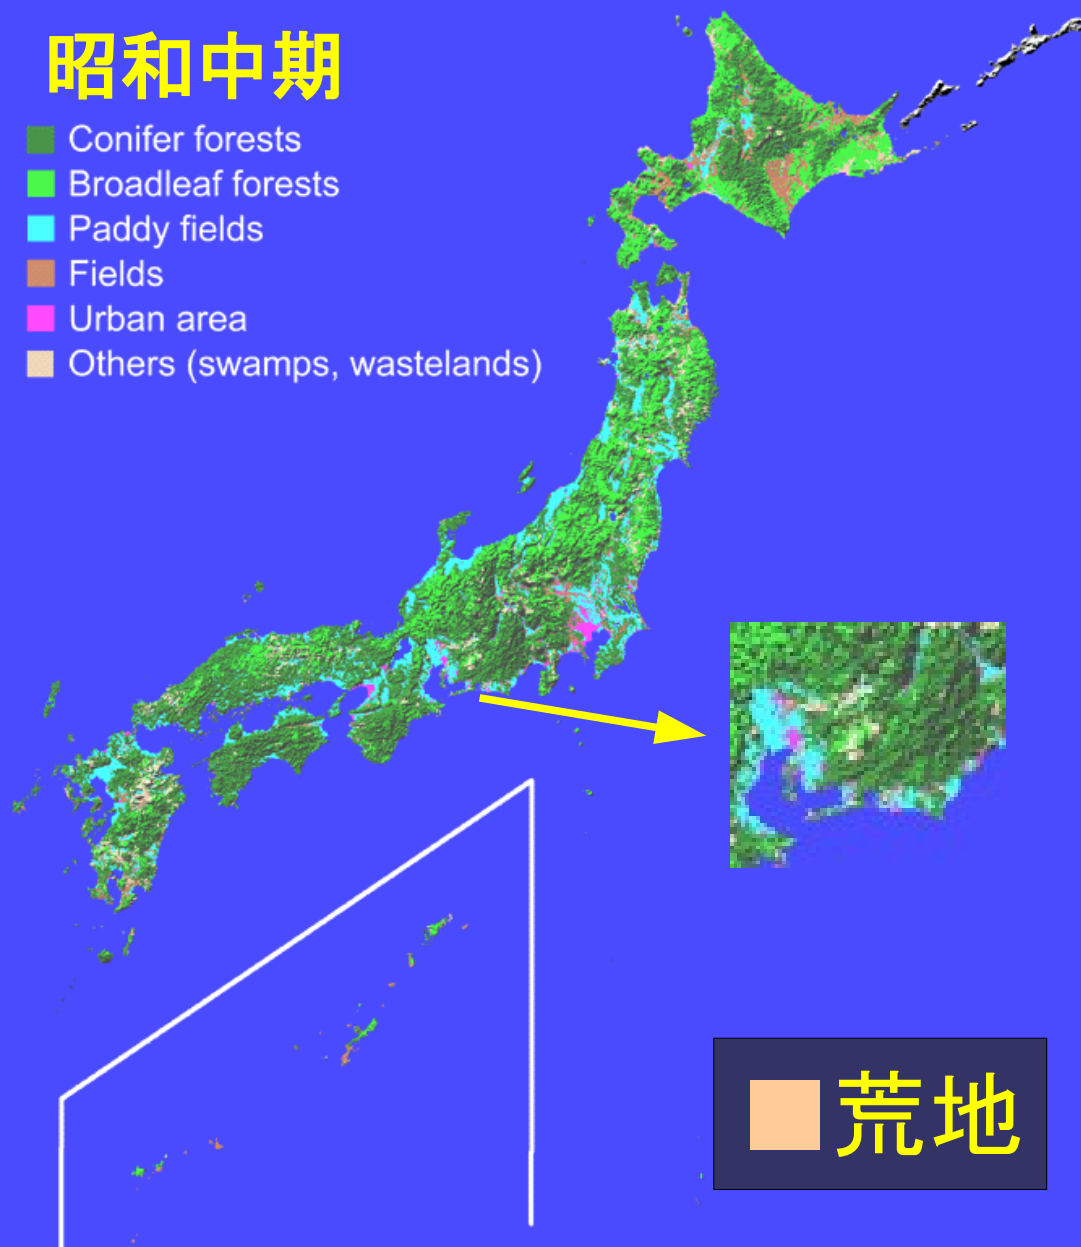 昭和中期
Conifer forests
Broadleaf forests
Paddy fields
Fields
Urban area
Others (swamps, wastelands)
荒地